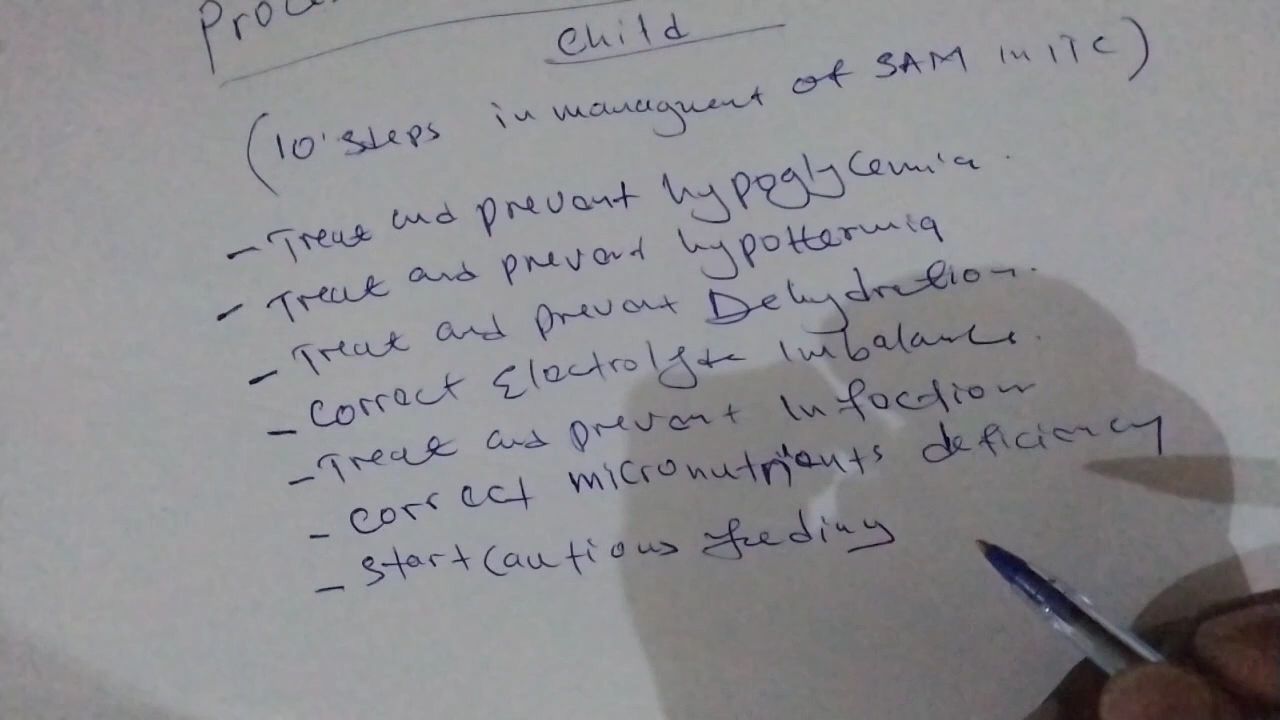 Child
(10 steps in managment of SAM in ITC)
- Treat and prevent hypoglycemia.
- Treat and prevent hypothermia
- Treat and prevent Dehydration.
- Correct Electrolyte Imbalance.
- Treat and prevent Infection
- Correct micronutrients deficiency
- Start Cautious feeding